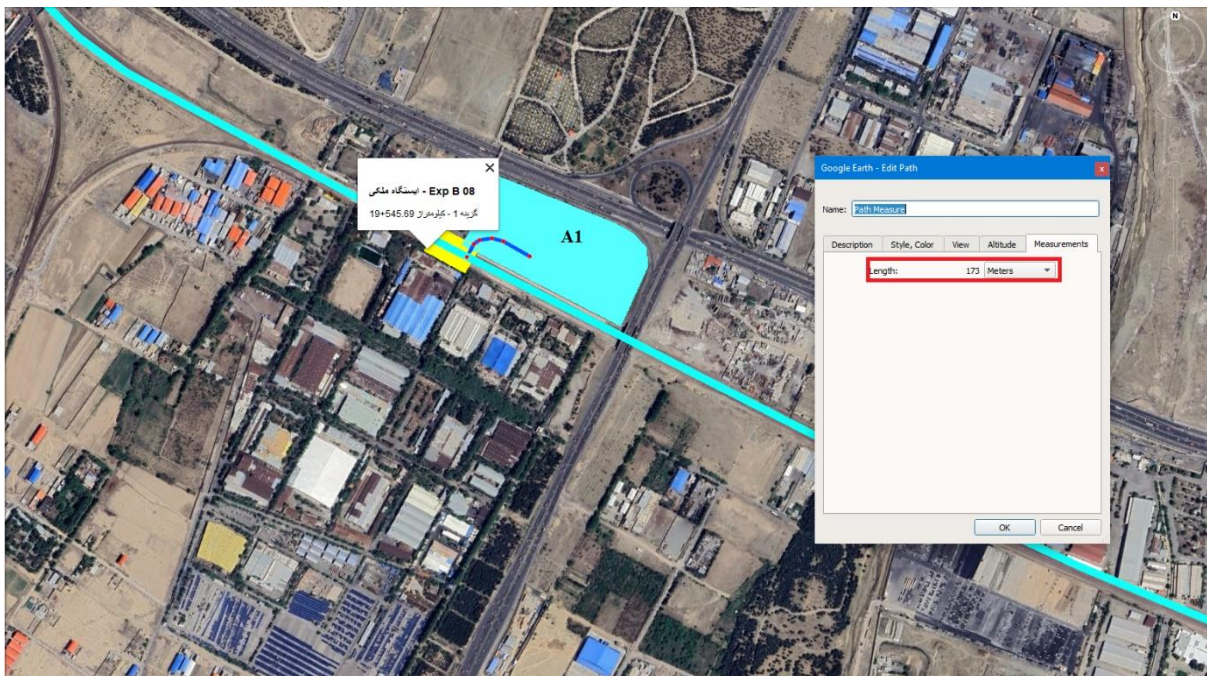 N
Exp B 08 - ایستگاه ملکی
گزینه 1 - کیلومتراژ 19+545.69
A1
Google Earth - Edit Path
x
Name: Path Measure
Description Style, Color View Altitude Measurements
Length: 173 Meters
OK Cancel